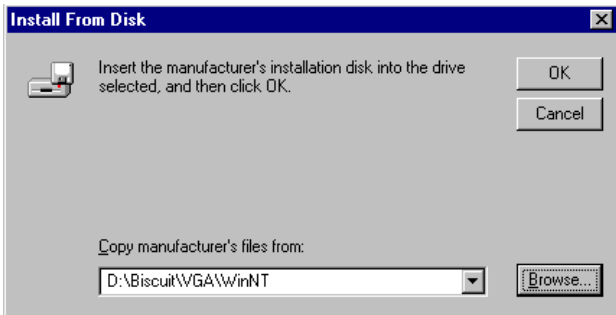 Install From Disk
Insert the manufacturer's installation disk into the drive
selected, and then click OK.
OK
Cancel
Copy manufacturer's files from:
D:\Biscuit\VGA\WinNT
Browse...